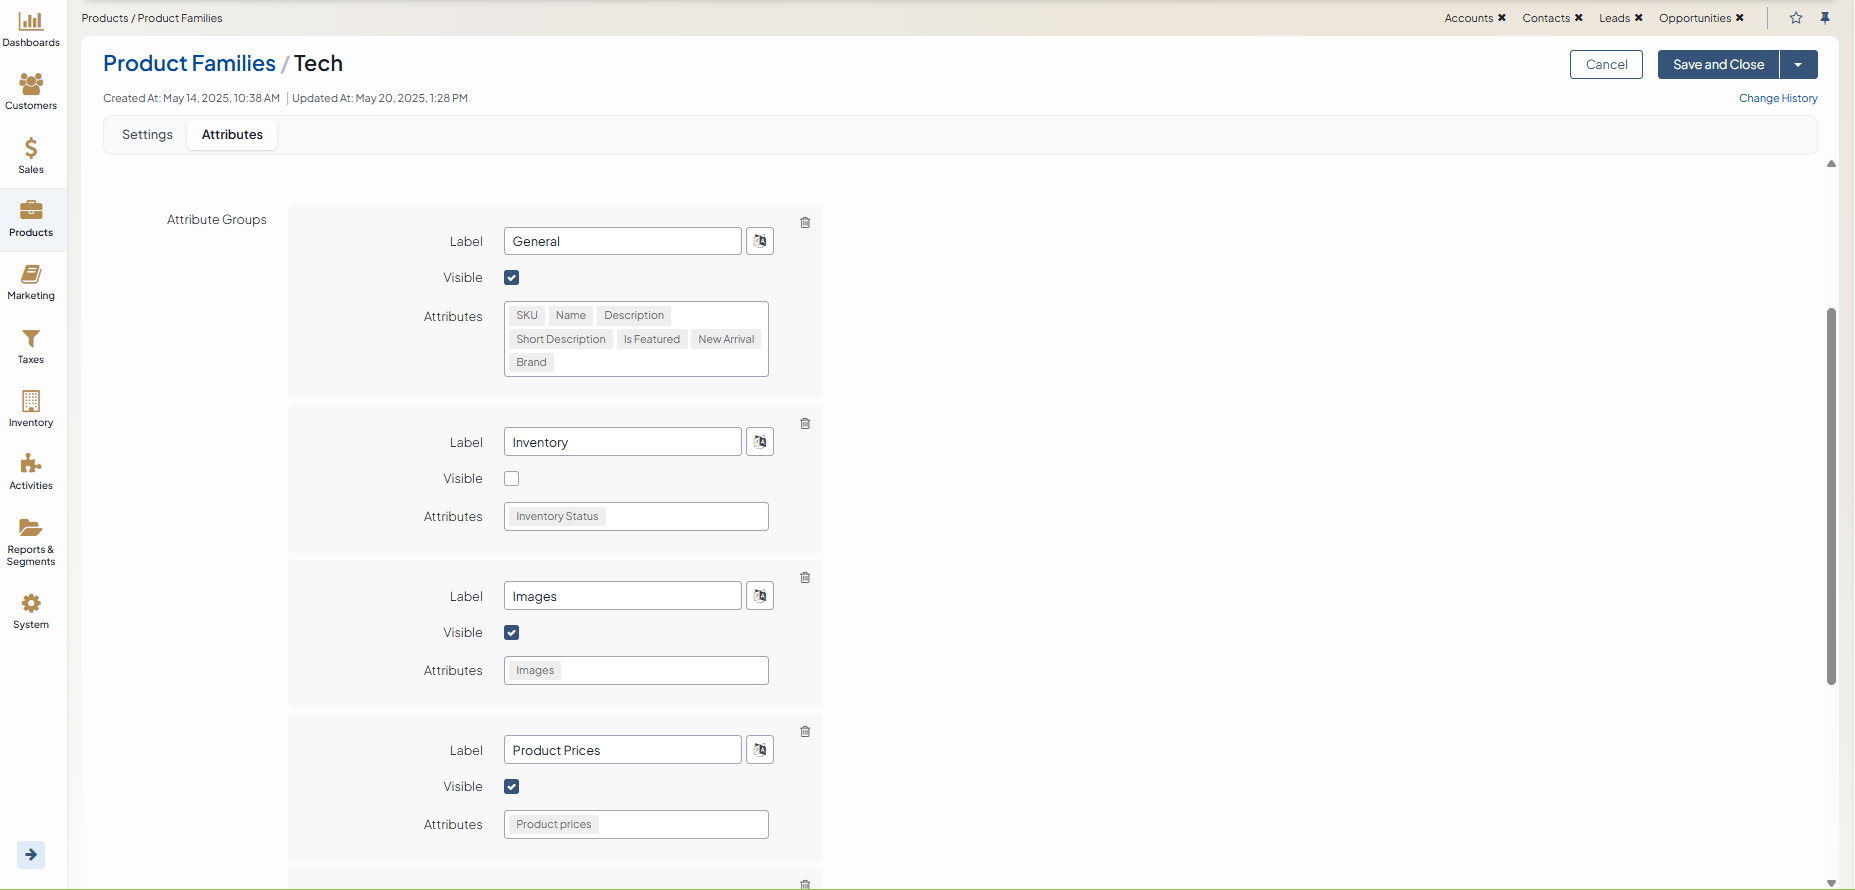 Dashboards
Customers
Sales
Products
Marketing
Taxes
Inventory
Activities
Reports &
Segments
System
Products / Product Families
Accounts ✖ Contacts ✖ Leads ✖ Opportunities ✖
Product Families / Tech
Cancel
Save and Close
Created At: May 14, 2025, 10:38 AM | Updated At: May 20, 2025, 1:28 PM
Change History
Settings Attributes
Attribute Groups
Label General
Visible
Attributes SKU Name Description
Short Description Is Featured New Arrival
Brand
Label Inventory
Visible
Attributes Inventory Status
Label Images
Visible
Attributes Images
Label Product Prices
Visible
Attributes Product prices